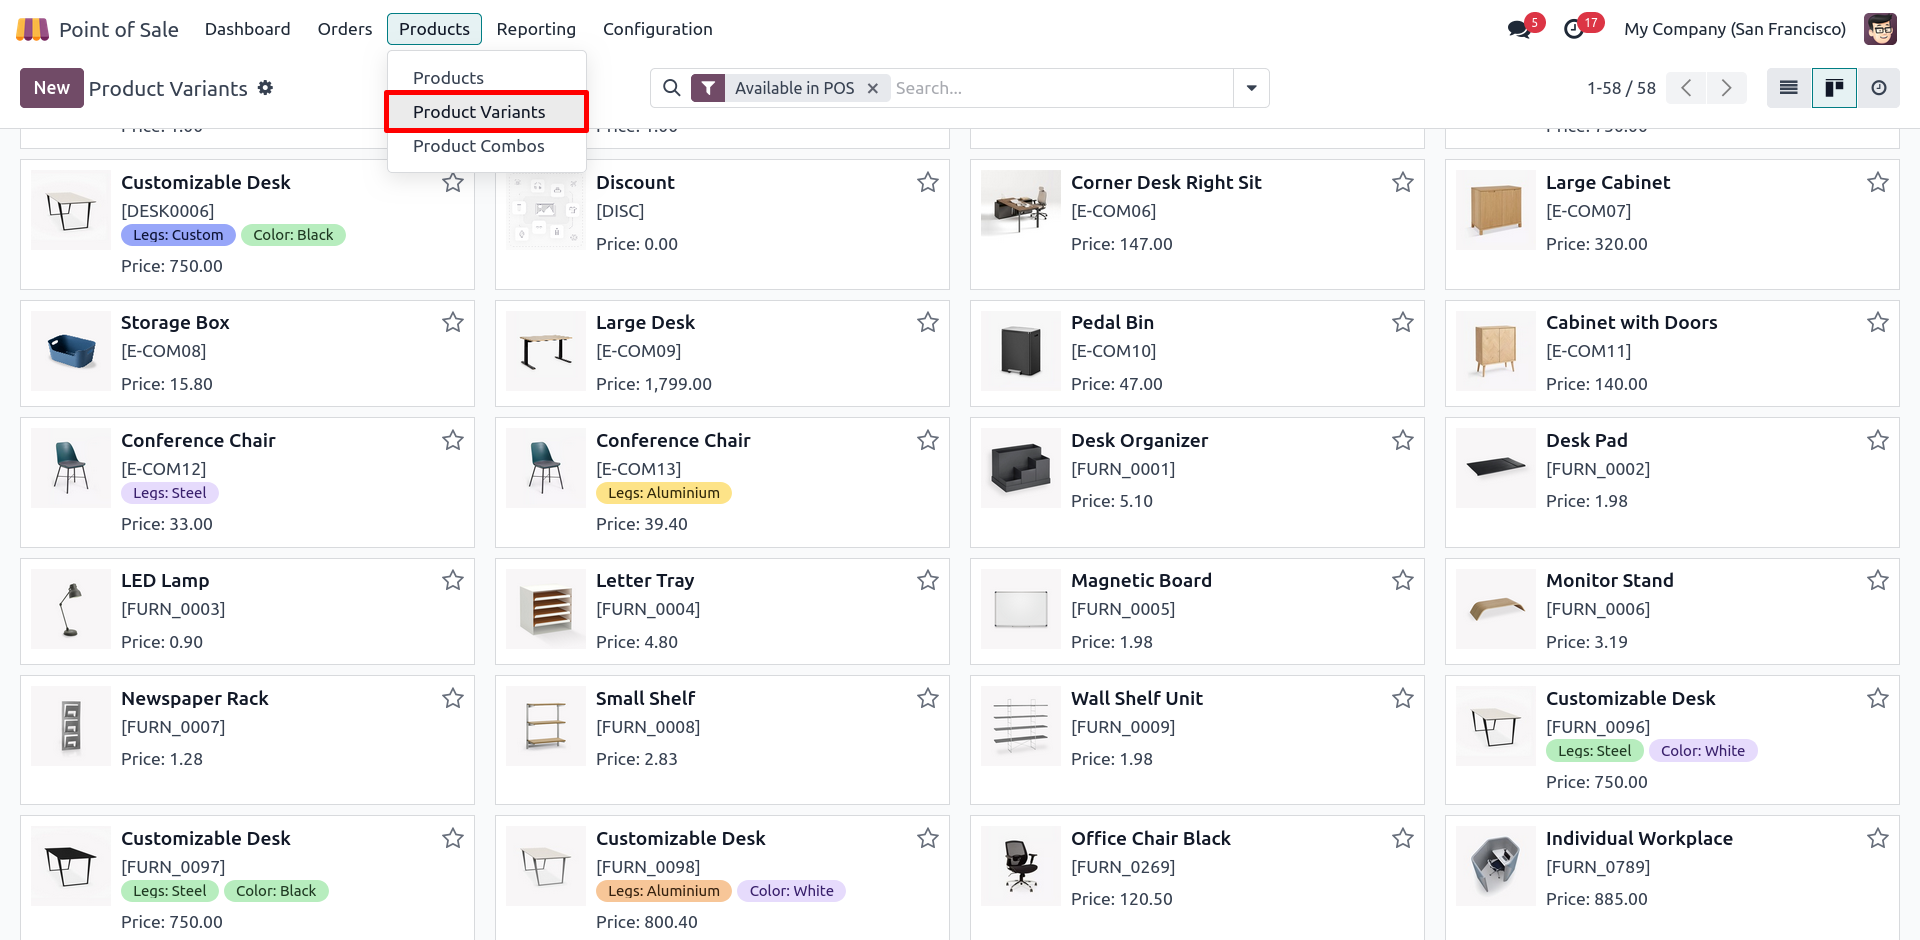 Point of Sale Dashboard Orders Products Reporting Configuration 5 17 My Company (San Francisco)
Products
Product Variants
Product Combos
New Product Variants Available in POS Search... 1-58 / 58
Customizable Desk
[DESK0006]
Legs: Custom Color: Black
Price: 750.00
Discount
[DISC]
Price: 0.00
Corner Desk Right Sit
[E-COM06]
Price: 147.00
Large Cabinet
[E-COM07]
Price: 320.00
Storage Box
[E-COM08]
Price: 15.80
Large Desk
[E-COM09]
Price: 1,799.00
Pedal Bin
[E-COM10]
Price: 47.00
Cabinet with Doors
[E-COM11]
Price: 140.00
Conference Chair
[E-COM12]
Legs: Steel
Price: 33.00
Conference Chair
[E-COM13]
Legs: Aluminium
Price: 39.40
Desk Organizer
[FURN_0001]
Price: 5.10
Desk Pad
[FURN_0002]
Price: 1.98
LED Lamp
[FURN_0003]
Price: 0.90
Letter Tray
[FURN_0004]
Price: 4.80
Magnetic Board
[FURN_0005]
Price: 1.98
Monitor Stand
[FURN_0006]
Price: 3.19
Newspaper Rack
[FURN_0007]
Price: 1.28
Small Shelf
[FURN_0008]
Price: 2.83
Wall Shelf Unit
[FURN_0009]
Price: 1.98
Customizable Desk
[FURN_0096]
Legs: Steel Color: White
Price: 750.00
Customizable Desk
[FURN_0097]
Legs: Steel Color: Black
Price: 750.00
Customizable Desk
[FURN_0098]
Legs: Aluminium Color: White
Price: 800.40
Office Chair Black
[FURN_0269]
Price: 120.50
Individual Workplace
[FURN_0789]
Price: 885.00